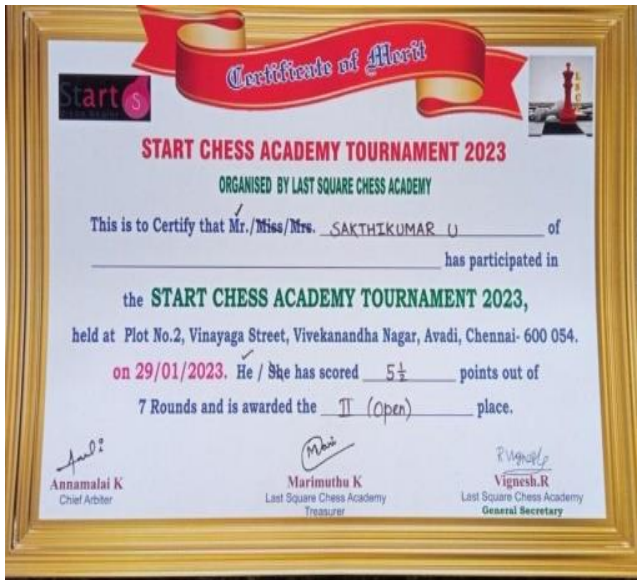 Certificate of Merit
Start S
LSCA
START CHESS ACADEMY TOURNAMENT 2023
ORGANISED BY LAST SQUARE CHESS ACADEMY
This is to Certify that Mr./Miss/Mrs. SAKTHIKUMAR U of
has participated in
the START CHESS ACADEMY TOURNAMENT 2023,
held at Plot No.2, Vinayaga Street, Vivekanandha Nagar, Avadi, Chennai- 600 054.
on 29/01/2023. He / She has scored 5½ points out of
7 Rounds and is awarded the II (Open) place.
Mari
R Vignesh
Annamalai K
Marimuthu K
Vignesh.R
Chief Arbiter
Last Square Chess Academy
Last Square Chess Academy
Treasurer
General Secretary